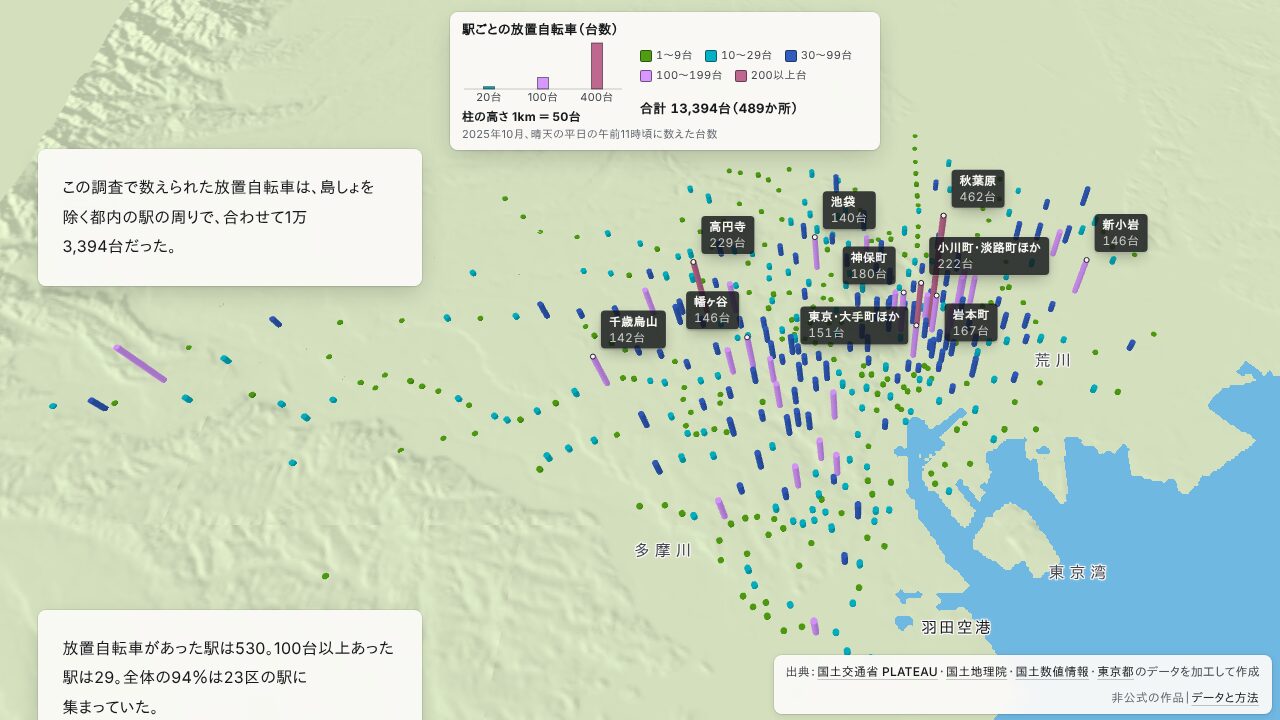 駅ごとの放置自転車（台数）
20台
100台
400台
1〜9台
10〜29台
30〜99台
100〜199台
200以上台
合計 13,394台（489か所）
柱の高さ 1km ＝ 50台
2025年10月、晴天の平日の午前11時頃に数えた台数
この調査で数えられた放置自転車は、島しょを
除く都内の駅の周りで、合わせて1万
3,394台だった。
秋葉原
462台
池袋
140台
高円寺
229台
新小岩
146台
小川町・淡路町ほか
222台
神保町
180台
幡ヶ谷
146台
千歳烏山
142台
東京・大手町ほか
151台
岩本町
167台
荒川
多摩川
東京湾
羽田空港
放置自転車があった駅は530。100台以上あった
駅は29。全体の94％は23区の駅に
集まっていた。
出典：国土交通省 PLATEAU・国土地理院・国土数値情報・東京都のデータを加工して作成
非公式の作品｜データと方法